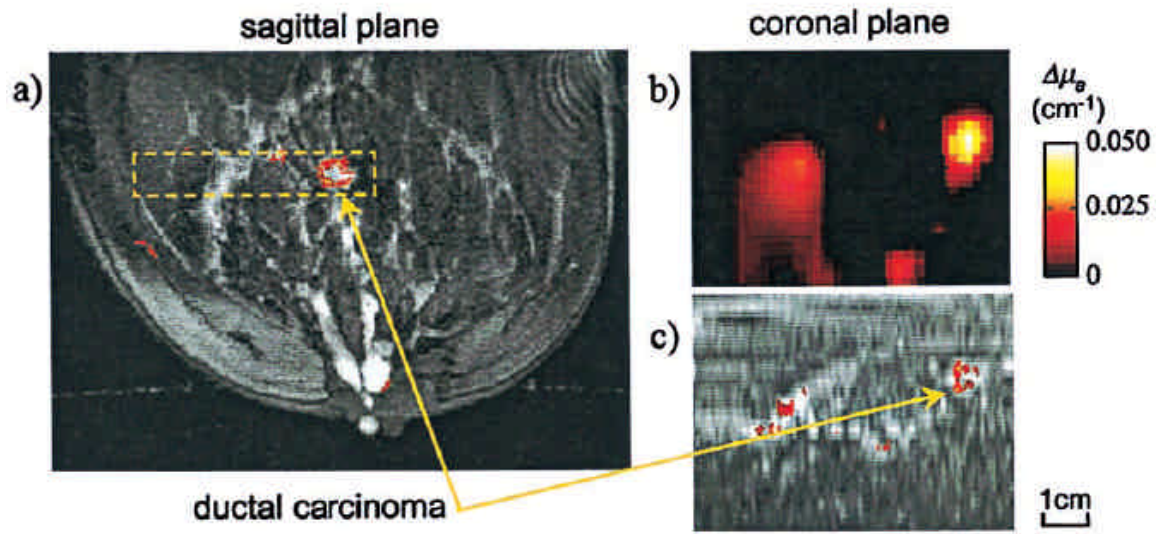 sagittal plane
coronal plane
a)
b)
Δμa
(cm-1)
0.050
0.025
0
c)
ductal carcinoma
1cm